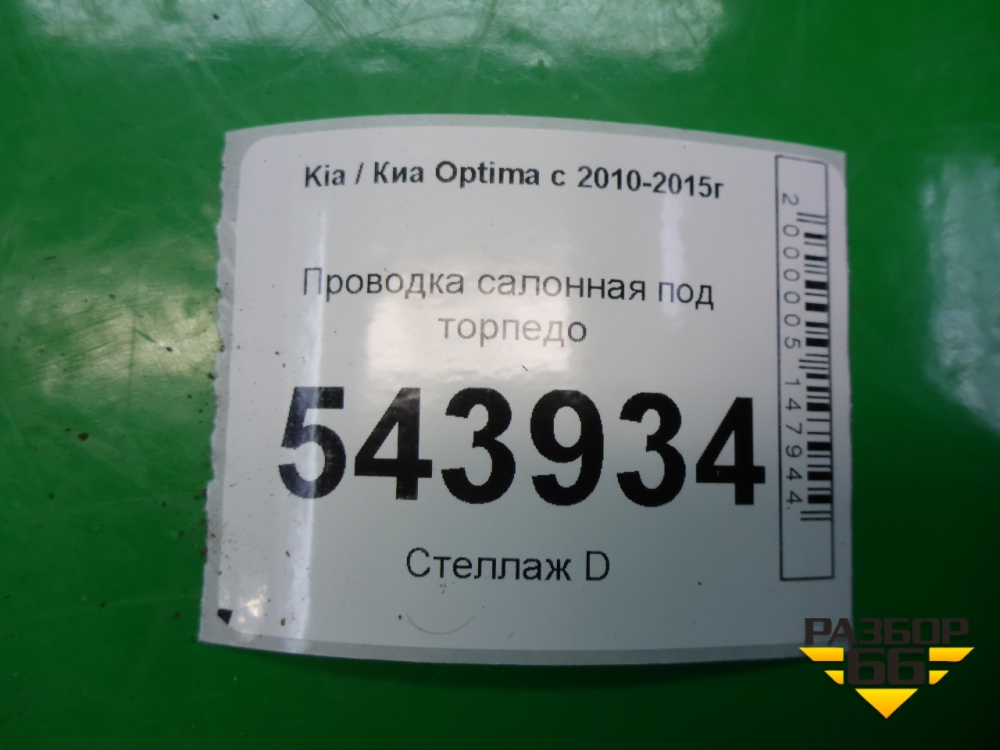 Kia / Киа Optima с 2010-2015г
Проводка салонная под
торпедо
543934
Стеллаж D
2000005147944
РАЗБОР
66